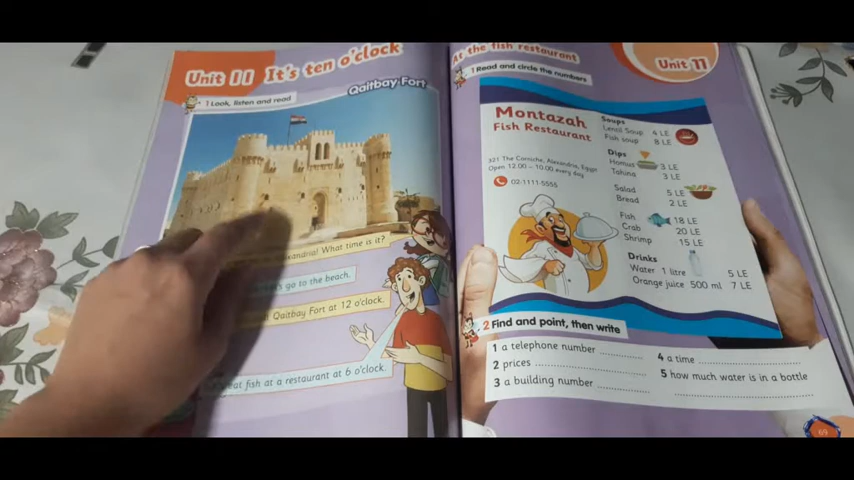 Unit 11 It's ten o'clock
1 Look, listen and read
Qaitbay Fort
What time is it?
let's go to the beach.
Qaitbay Fort at 12 o'clock.
eat fish at a restaurant at 6 o'clock.
At the fish restaurant
Unit 11
1 Read and circle the numbers
Montazah
Fish Restaurant
321 The Corniche, Alexandria, Egypt
Open 12.00 - 10.00 every day
02-1111-5555
Soups
Lentil Soup 4 LE
Fish soup 8 LE
Dips
Homos 3 LE
Tahina 3 LE
Salad 5 LE
Bread 2 LE
Fish 18 LE
Crab 20 LE
Shrimp 15 LE
Drinks
Water 1 litre 5 LE
Orange juice 500 ml 7 LE
2 Find and point, then write
1 a telephone number
2 prices
3 a building number
4 a time
5 how much water is in a bottle